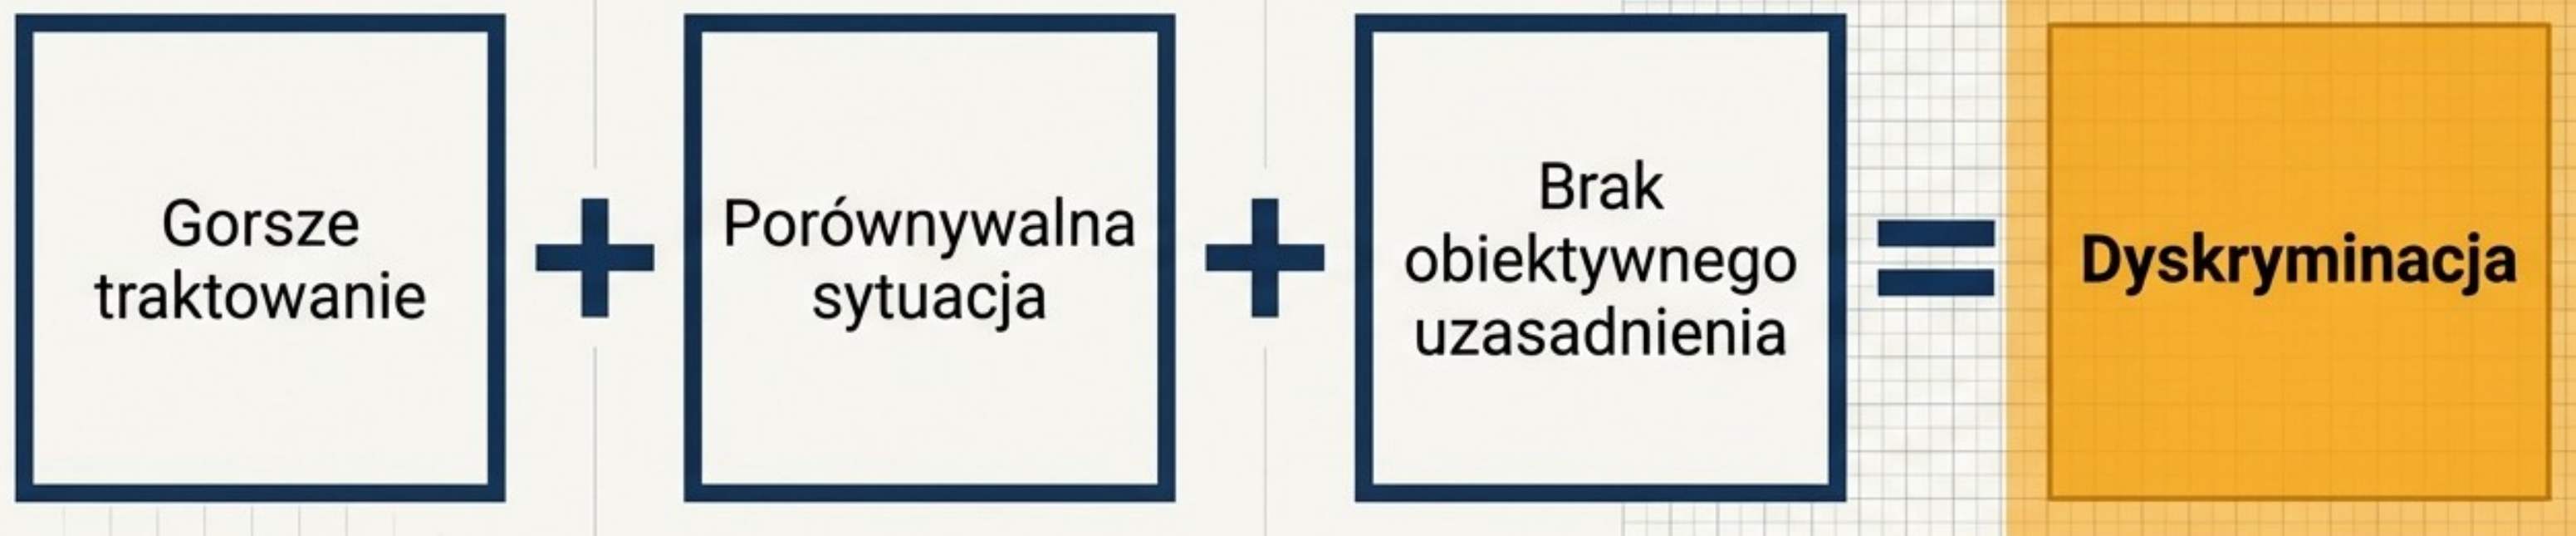 Gorsze
traktowanie
+
Porównywalna
sytuacja
+
Brak
obiektywnego
uzasadnienia
=
Dyskryminacja